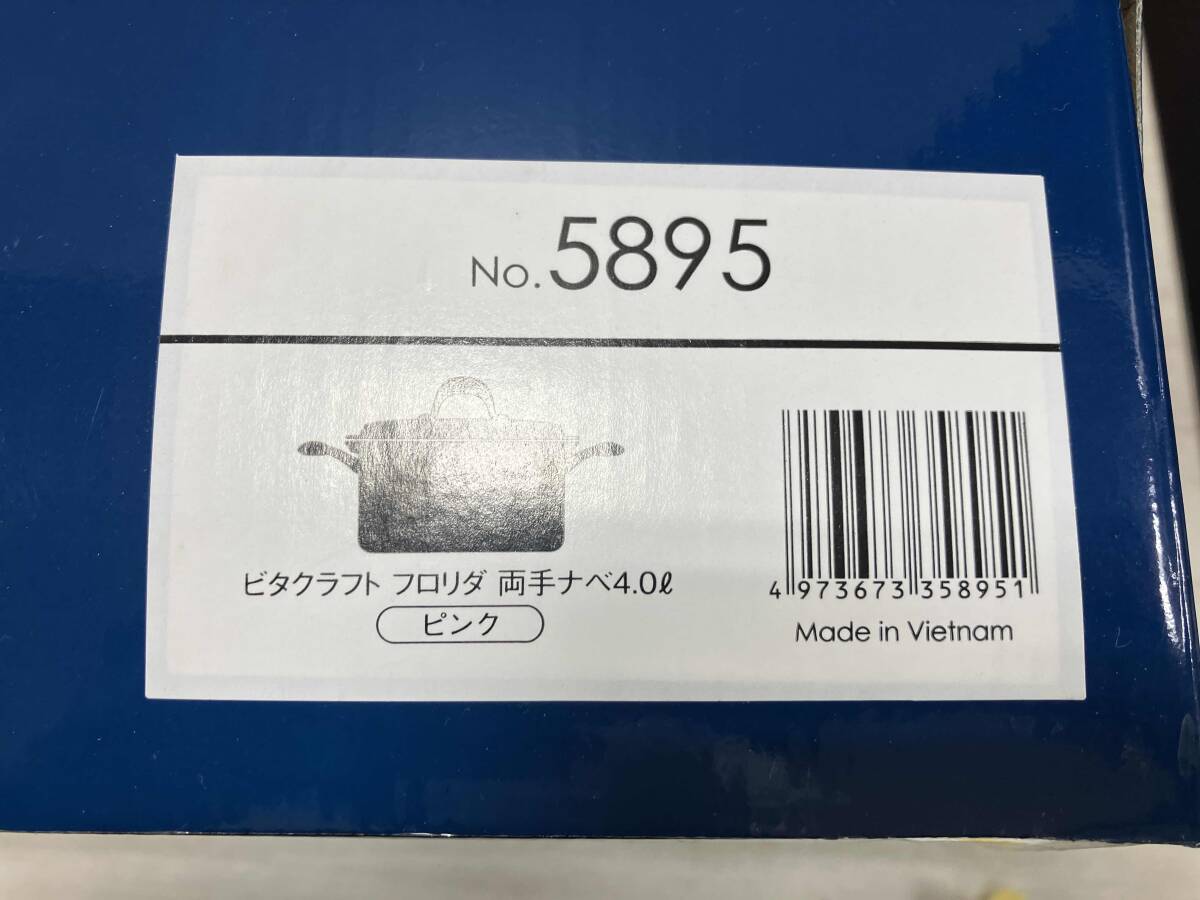 No.5895
ビタクラフト フロリダ 両手ナベ4.0ℓ
ピンク
4 973673 358951
Made in Vietnam